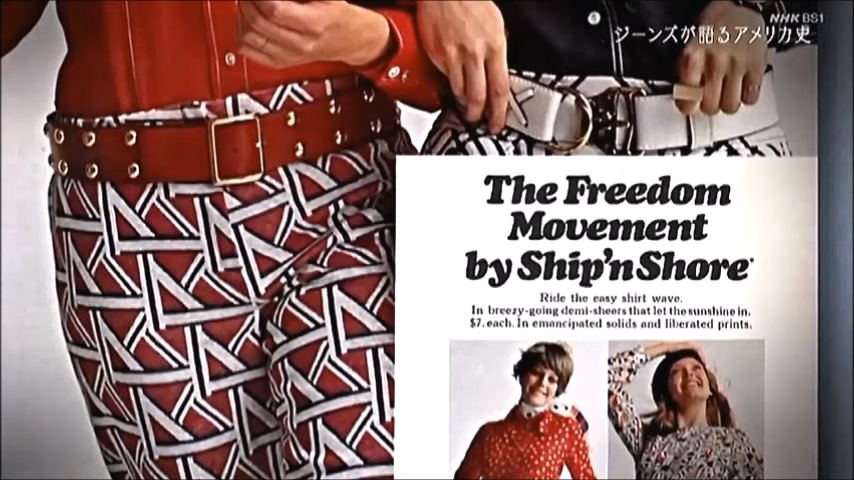 NHK BS1
ジーンズが語るアメリカ史
The Freedom
Movement
by Ship'n Shore®
Ride the easy shirt wave.
In breezy-going demi-sheers that let the sunshine in.
$7. each. In emancipated solids and liberated prints.